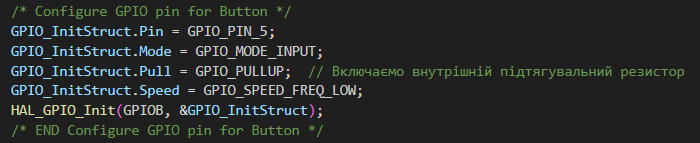 /* Configure GPIO pin for Button */
GPIO_InitStruct.Pin = GPIO_PIN_5;
GPIO_InitStruct.Mode = GPIO_MODE_INPUT;
GPIO_InitStruct.Pull = GPIO_PULLUP;  // Включаємо внутрішній підтягувальний резистор
GPIO_InitStruct.Speed = GPIO_SPEED_FREQ_LOW;
HAL_GPIO_Init(GPIOB, &GPIO_InitStruct);
/* END Configure GPIO pin for Button */